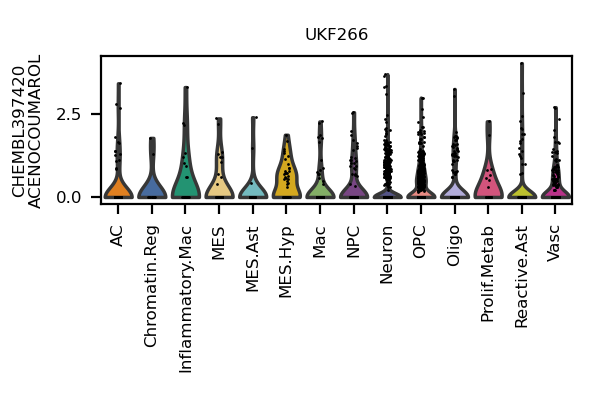 UKF266
CHEMBL397420
ACENOCOUMAROL
2.5
0.0
AC
Chromatin.Reg
Inflammatory.Mac
MES
MES.Ast
MES.Hyp
Mac
NPC
Neuron
OPC
Oligo
Prolif.Metab
Reactive.Ast
Vasc